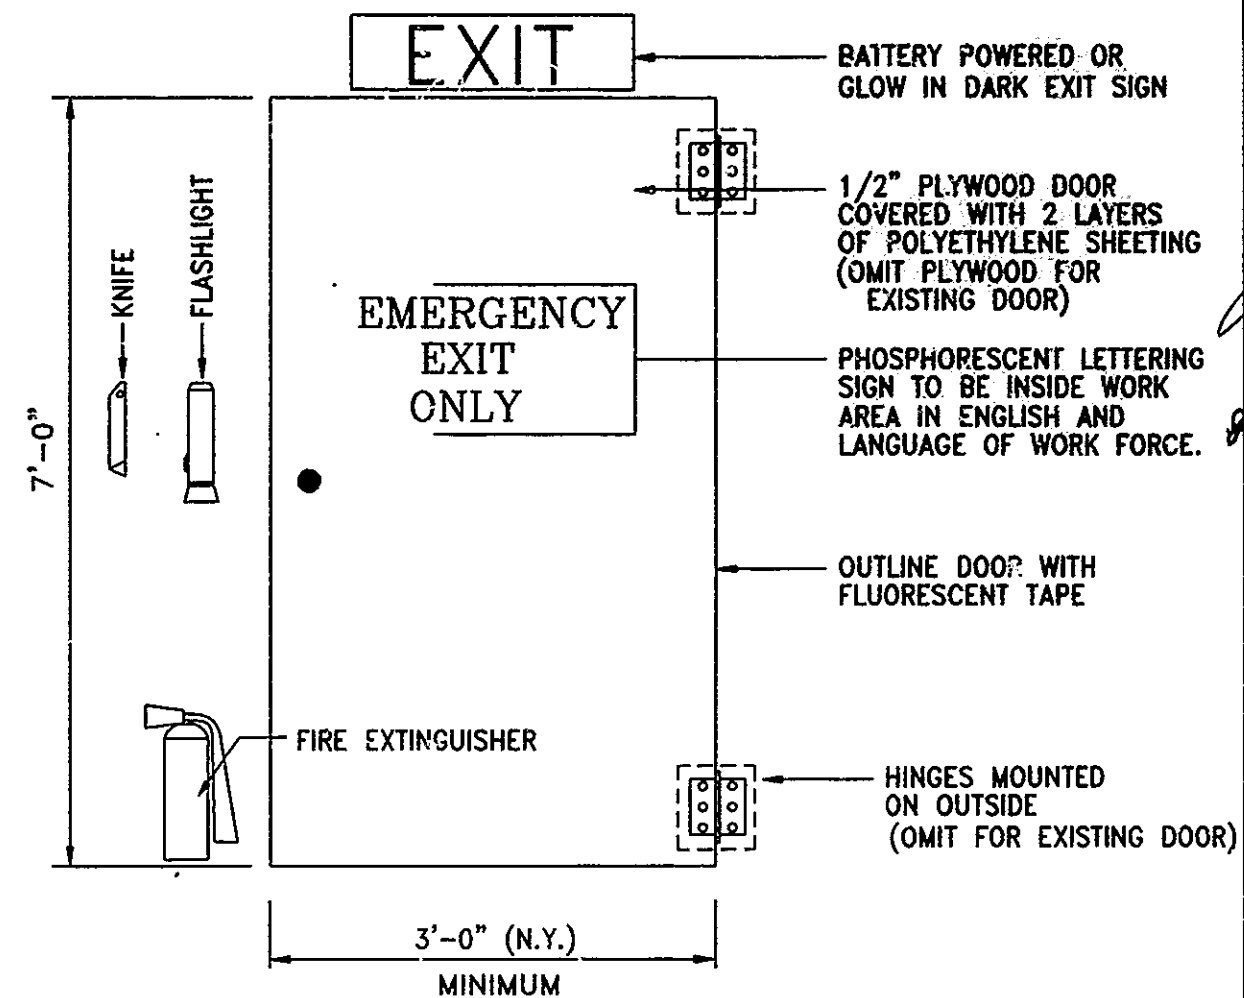 EXIT
BATTERY POWERED OR
GLOW IN DARK EXIT SIGN
1/2" PLYWOOD DOOR
COVERED WITH 2 LAYERS
OF POLYETHYLENE SHEETING
(OMIT PLYWOOD FOR
EXISTING DOOR)
KNIFE
FLASHLIGHT
EMERGENCY
EXIT
ONLY
PHOSPHORESCENT LETTERING
SIGN TO BE INSIDE WORK
AREA IN ENGLISH AND
LANGUAGE OF WORK FORCE.
7'-0"
OUTLINE DOOR WITH
FLUORESCENT TAPE
FIRE EXTINGUISHER
HINGES MOUNTED
ON OUTSIDE
(OMIT FOR EXISTING DOOR)
3'-0" (N.Y.)
MINIMUM